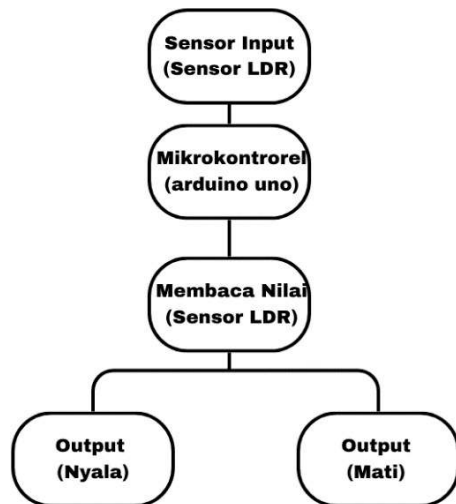 Sensor Input
(Sensor LDR)
Mikrokontrorel
(arduino uno)
Membaca Nilai
(Sensor LDR)
Output
(Nyala)
Output
(Mati)